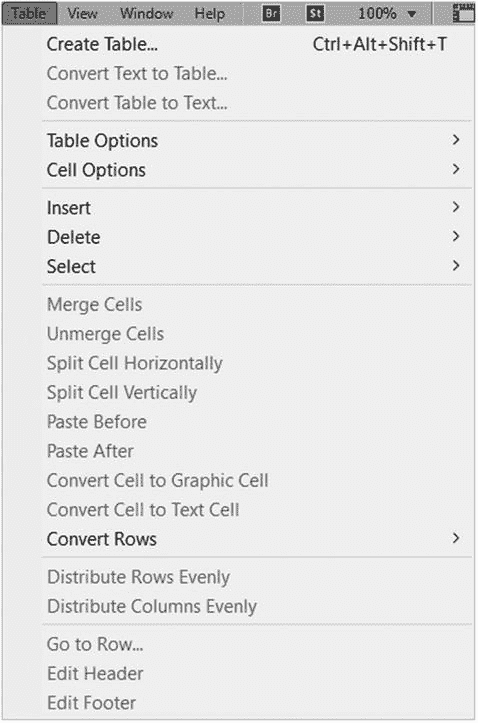 Table View Window Help Br St 100%
Create Table... Ctrl+Alt+Shift+T
Convert Text to Table...
Convert Table to Text...
Table Options
Cell Options
Insert
Delete
Select
Merge Cells
Unmerge Cells
Split Cell Horizontally
Split Cell Vertically
Paste Before
Paste After
Convert Cell to Graphic Cell
Convert Cell to Text Cell
Convert Rows
Distribute Rows Evenly
Distribute Columns Evenly
Go to Row...
Edit Header
Edit Footer